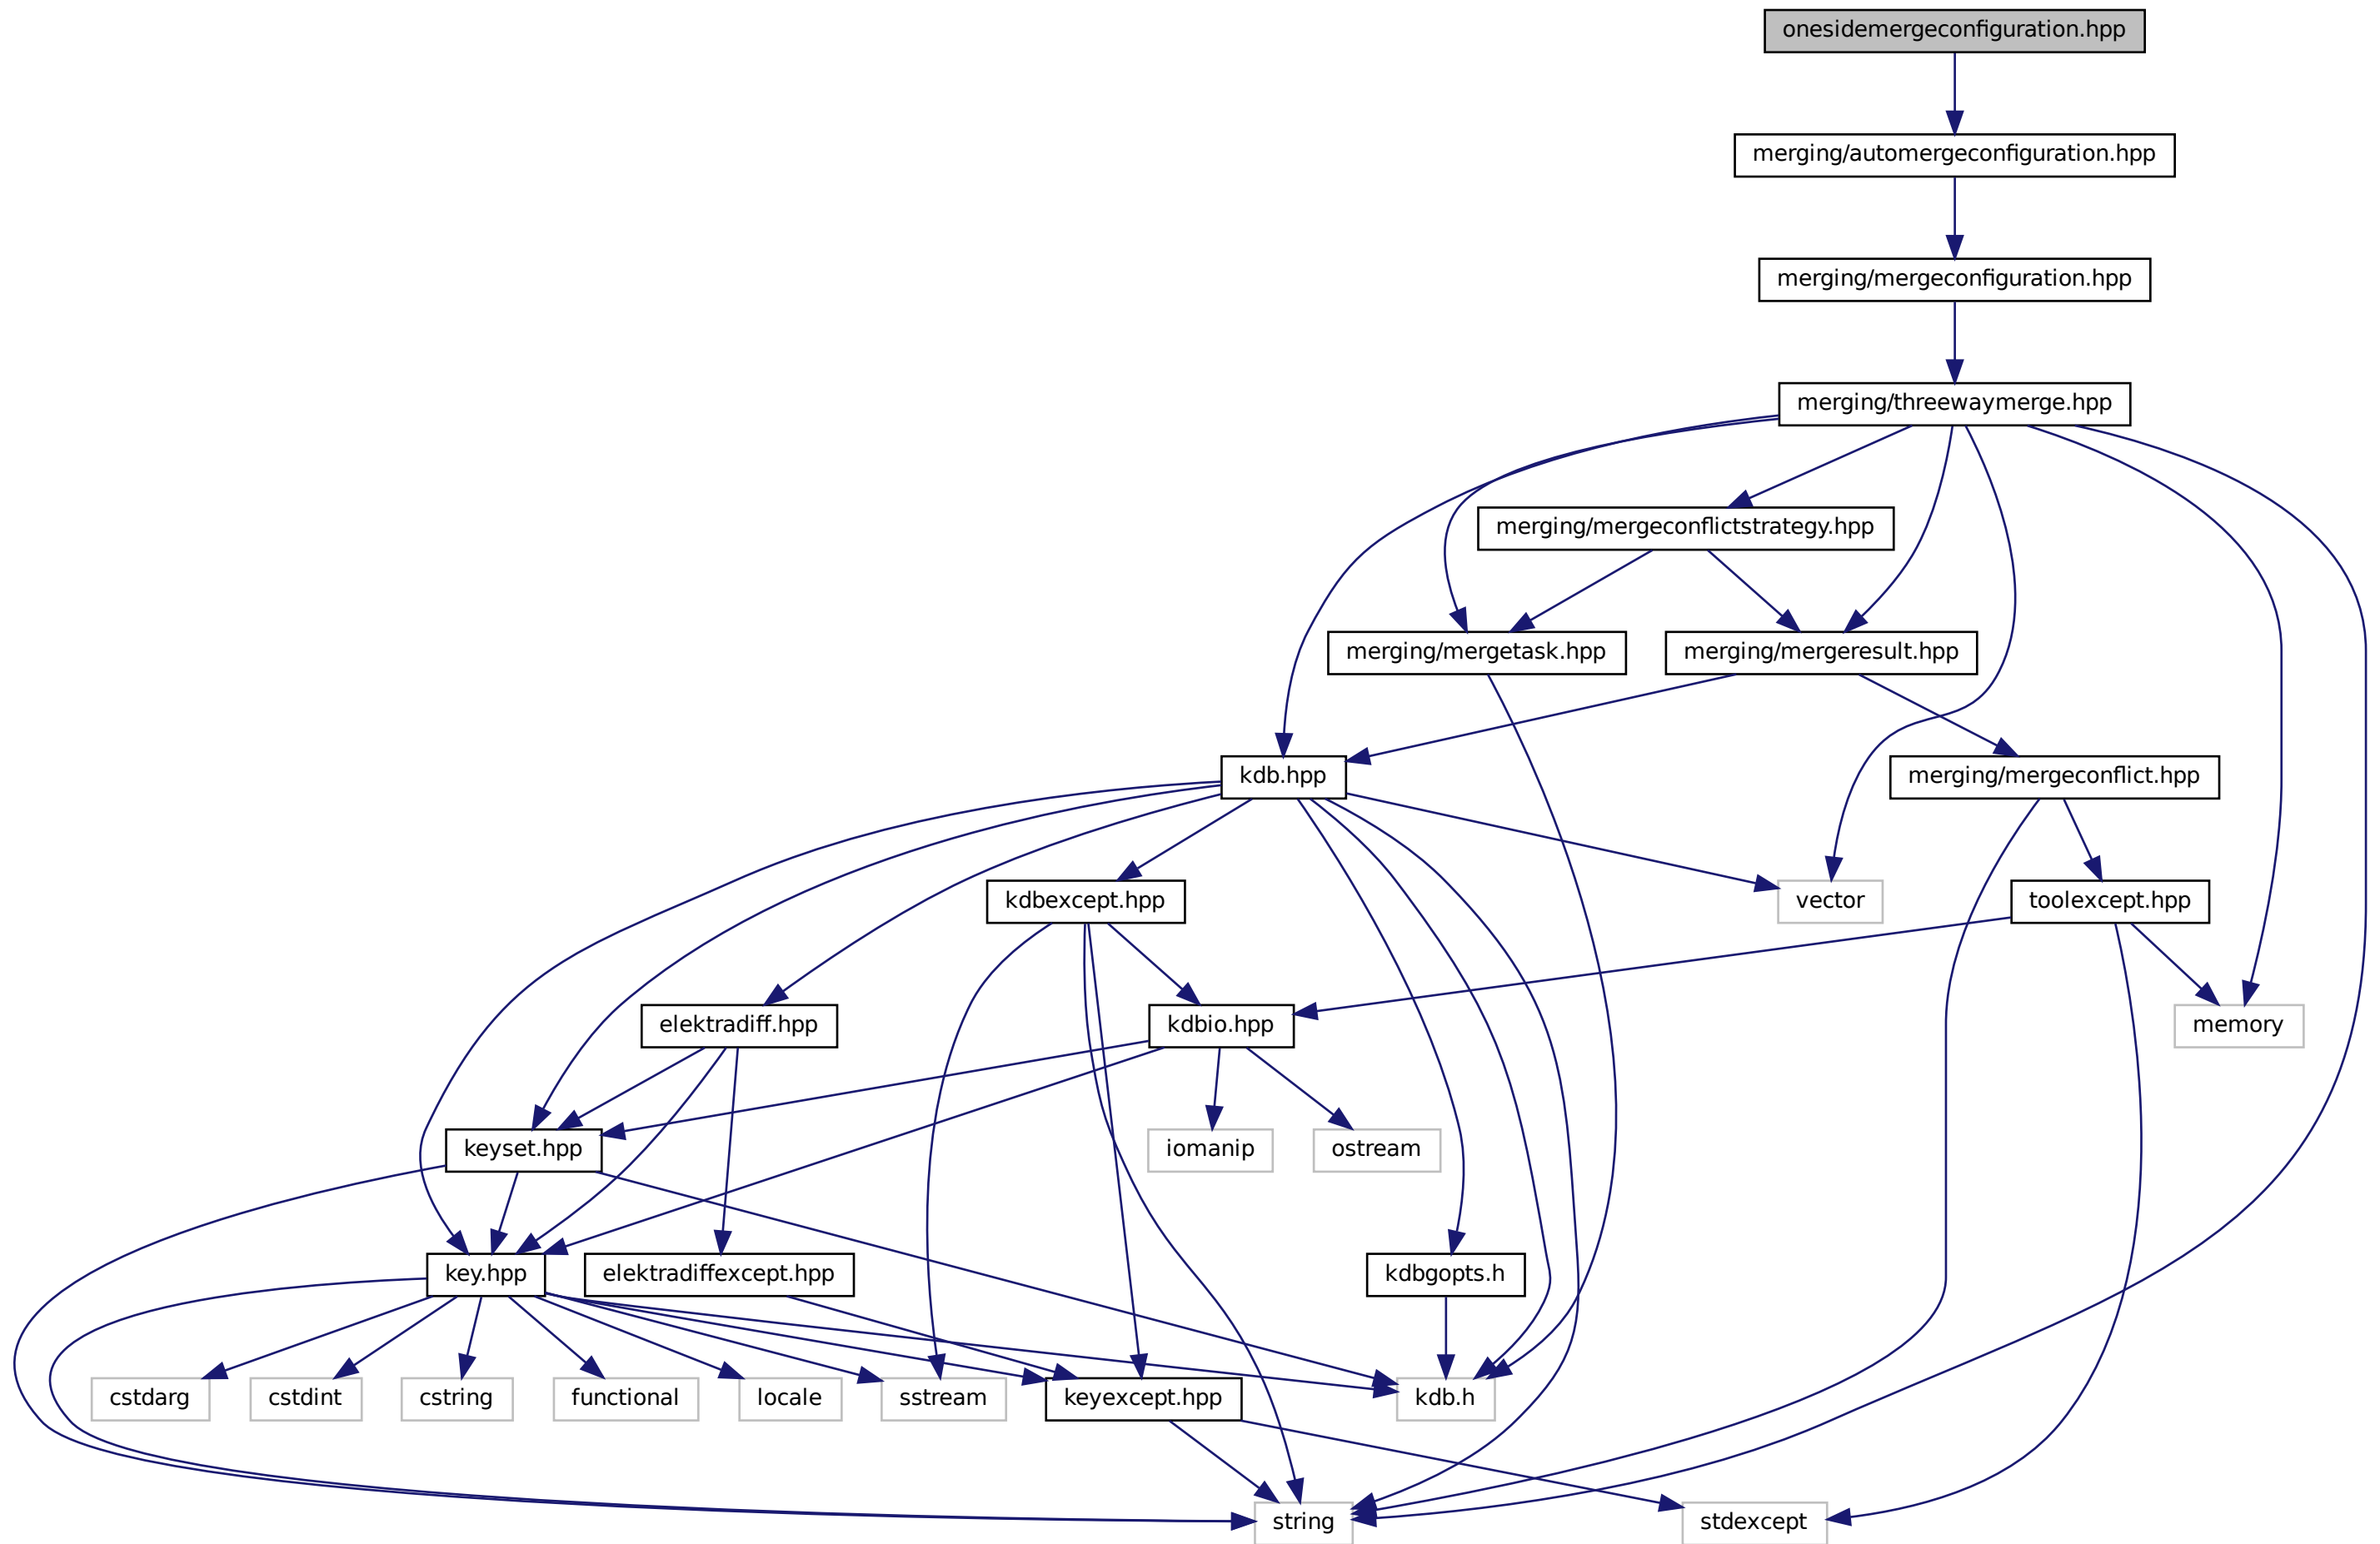 onesidemergeconfiguration.hpp
merging/automergeconfiguration.hpp
merging/mergeconfiguration.hpp
merging/threewaymerge.hpp
merging/mergeconflictstrategy.hpp
merging/mergetask.hpp
merging/mergeresult.hpp
kdb.hpp
merging/mergeconflict.hpp
kdbexcept.hpp
vector
toolexcept.hpp
elektradiff.hpp
kdbio.hpp
memory
keyset.hpp
iomanip
ostream
key.hpp
elektradiffexcept.hpp
kdbgopts.h
cstdarg
cstdint
cstring
functional
locale
sstream
keyexcept.hpp
kdb.h
string
stdexcept